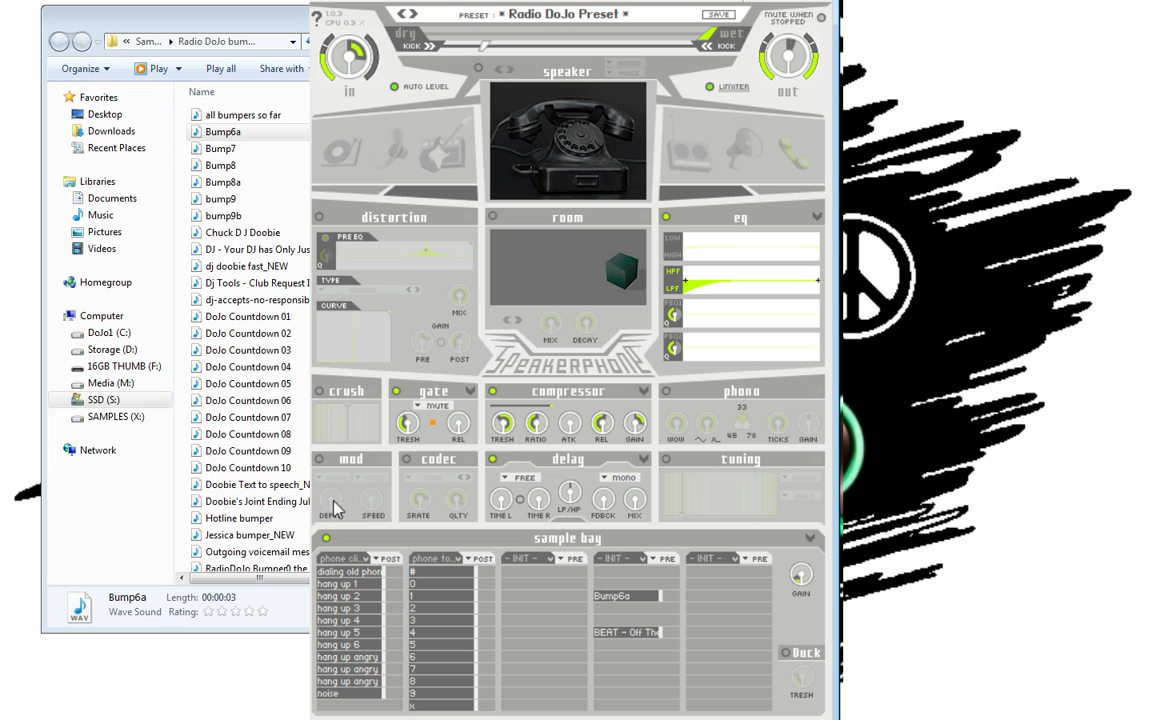 Sam...
Radio DoJo bum...
Organize
Play
Play all
Share with
Name
Favorites
Desktop
Downloads
Recent Places
Libraries
Documents
Music
Pictures
Videos
Homegroup
Computer
DoJo1 (C:)
Storage (D:)
16GB THUMB (F:)
Media (M:)
SSD (S:)
SAMPLES (X:)
Network
all bumpers so far
Bump6a
Bump7
Bump8
Bump8a
bump9
bump9b
Chuck D J Doobie
DJ - Your DJ has Only Jus
dj doobie fast_NEW
Dj Tools - Club Request I
dj-accepts-no-responsib
DoJo Countdown 01
DoJo Countdown 02
DoJo Countdown 03
DoJo Countdown 04
DoJo Countdown 05
DoJo Countdown 06
DoJo Countdown 07
DoJo Countdown 08
DoJo Countdown 09
DoJo Countdown 10
Doobie Text to speech_N
Doobie's Joint Ending Jul
Hotline bumper
Jessica bumper_NEW
Outgoing voicemail mes
RadioDoJo Bumper0 the
Bump6a
Length: 00:00:03
Wave Sound
Rating:
WAV
? 1.0.3
CPU 0.3 %
PRESET: * Radio DoJo Preset *
SAVE
MUTE WHEN STOPPED
dry
KICK
wet
KICK
in
AUTO LEVEL
speaker
LIMITER
out
distortion
PRE EQ
Q
TYPE
CURVE
MIX
GAIN
PRE
POST
room
MIX
DECAY
SPEAKERPHONE
eq
LOW
HIGH
HPF
LPF
Q
Q
crush
gate
MUTE
TRESH
REL
compressor
TRESH
RATIO
ATK
REL
GAIN
phono
33
WOW
45
78
TICKS
GAIN
mod
SPEED
codec
SRATE
QLTY
delay
FREE
mono
TIME L
TIME R
LP/HP
FDBCK
MIX
tuning
sample bay
phone cli...
POST
dialing old phon
hang up 1
hang up 2
hang up 3
hang up 4
hang up 5
hang up 6
hang up angry
hang up angry
hang up angry
noise
phone to...
POST
#
0
1
2
3
4
5
6
7
8
9
x
- INIT -
PRE
- INIT -
PRE
Bump6a
BEAT - Off The
- INIT -
PRE
GAIN
Duck
TRESH